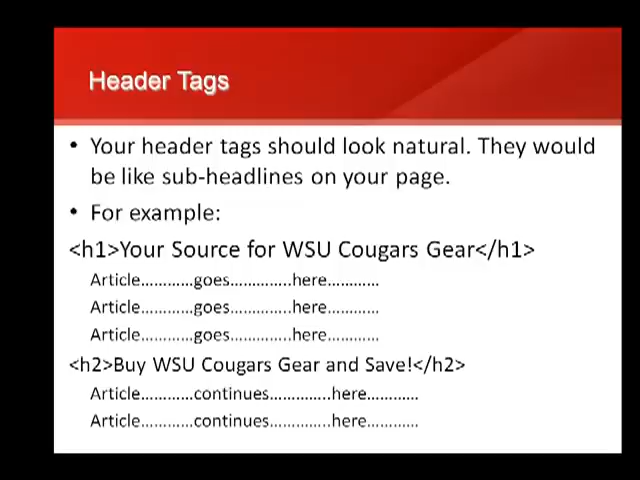 Header Tags
• Your header tags should look natural. They would
be like sub-headlines on your page.
• For example:
<h1>Your Source for WSU Cougars Gear</h1>
Article…………goes…………..here…………
Article…………goes…………..here…………
Article…………goes…………..here…………
<h2>Buy WSU Cougars Gear and Save!</h2>
Article…………continues…………..here…………
Article…………continues…………..here…………